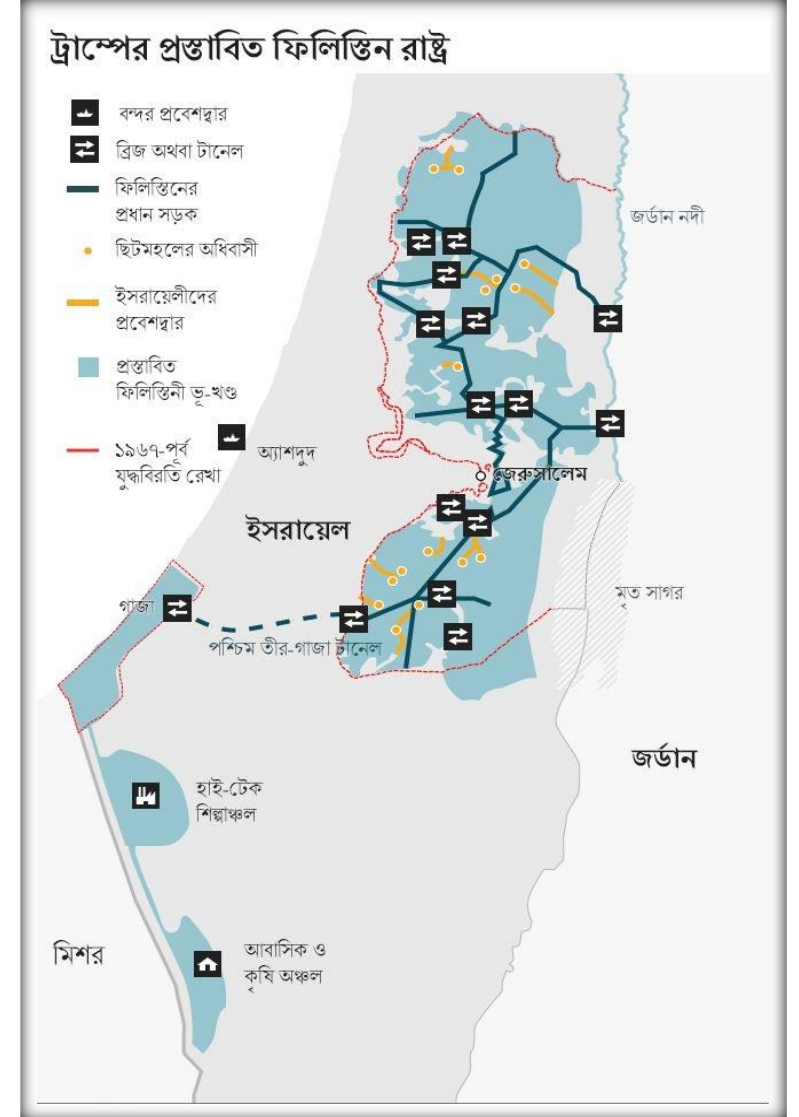 ট্রাম্পের প্রস্তাবিত ফিলিস্তিন রাষ্ট্র
বন্দর প্রবেশদ্বার
ব্রিজ অথবা টানেল
ফিলিস্তিনের
প্রধান সড়ক
ছিটমহলের অধিবাসী
ইসরায়েলীদের
প্রবেশদ্বার
প্রস্তাবিত
ফিলিস্তিনী ভূ-খণ্ড
১৯৬৭-পূর্ব
যুদ্ধবিরতি রেখা
অ্যাশদুদ
জর্ডান নদী
জেরুসালেম
ইসরায়েল
গাজা
মৃত সাগর
পশ্চিম তীর-গাজা টানেল
জর্ডান
হাই-টেক
শিল্পাঞ্চল
মিশর
আবাসিক ও
কৃষি অঞ্চল